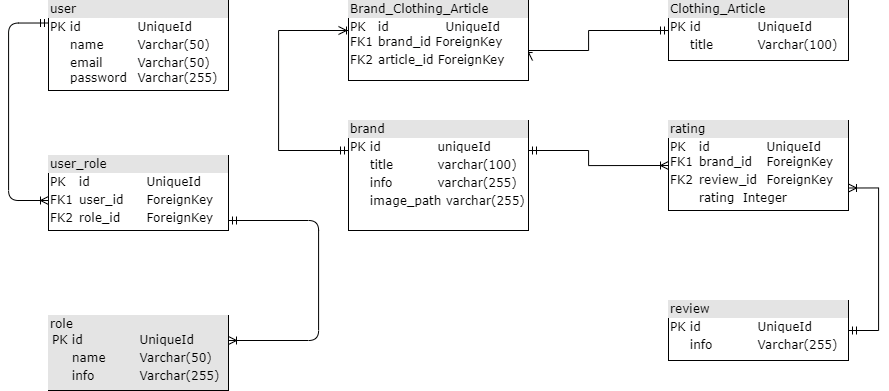 user
PK id UniqueId
name Varchar(50)
email Varchar(50)
password Varchar(255)
user_role
PK id UniqueId
FK1 user_id ForeignKey
FK2 role_id ForeignKey
role
PK id UniqueId
name Varchar(50)
info Varchar(255)
Brand_Clothing_Article
PK id UniqueId
FK1 brand_id ForeignKey
FK2 article_id ForeignKey
brand
PK id uniqueId
title varchar(100)
info varchar(255)
image_path varchar(255)
Clothing_Article
PK id UniqueId
title Varchar(100)
rating
PK id UniqueId
FK1 brand_id ForeignKey
FK2 review_id ForeignKey
rating Integer
review
PK id UniqueId
info Varchar(255)